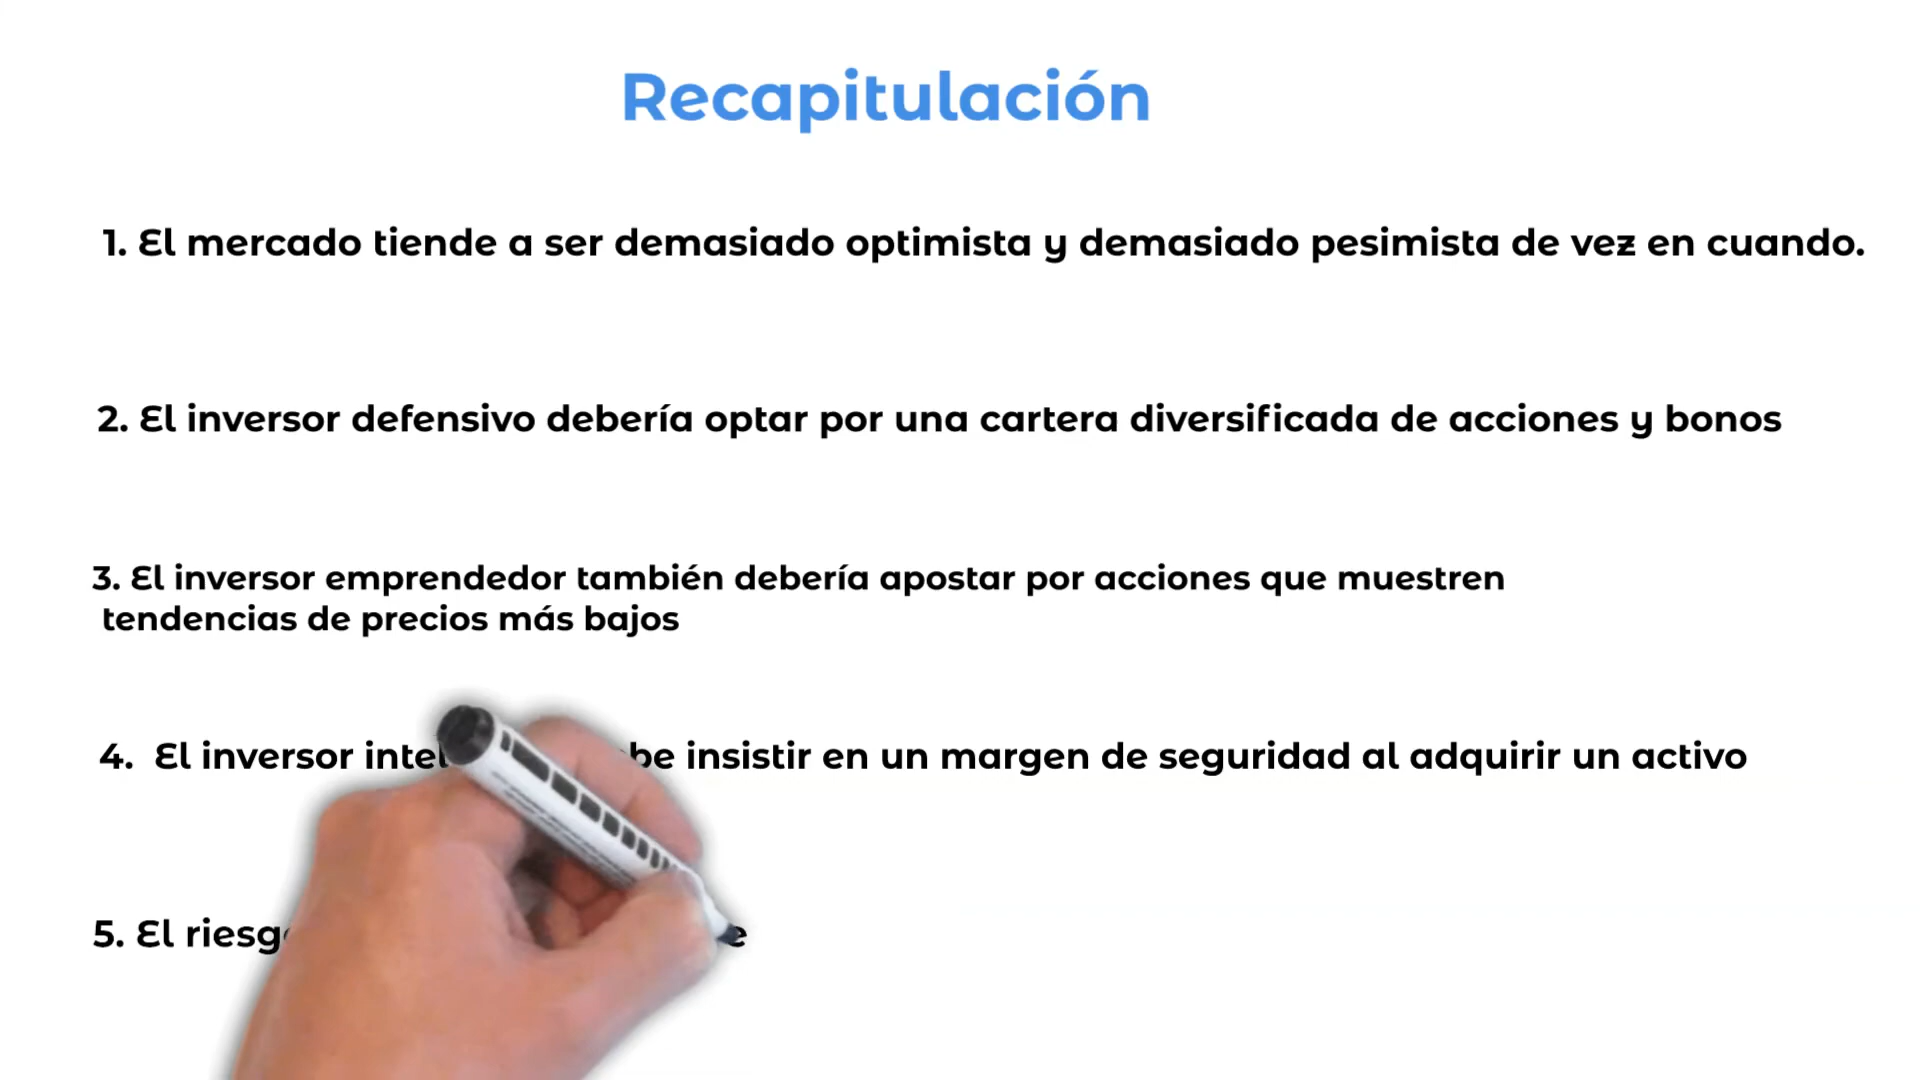 Recapitulación
1. El mercado tiende a ser demasiado optimista y demasiado pesimista de vez en cuando.
2. El inversor defensivo debería optar por una cartera diversificada de acciones y bonos
3. El inversor emprendedor también debería apostar por acciones que muestren
tendencias de precios más bajos
4. El inversor insistir en un margen de seguridad al adquirir un activo
5. El